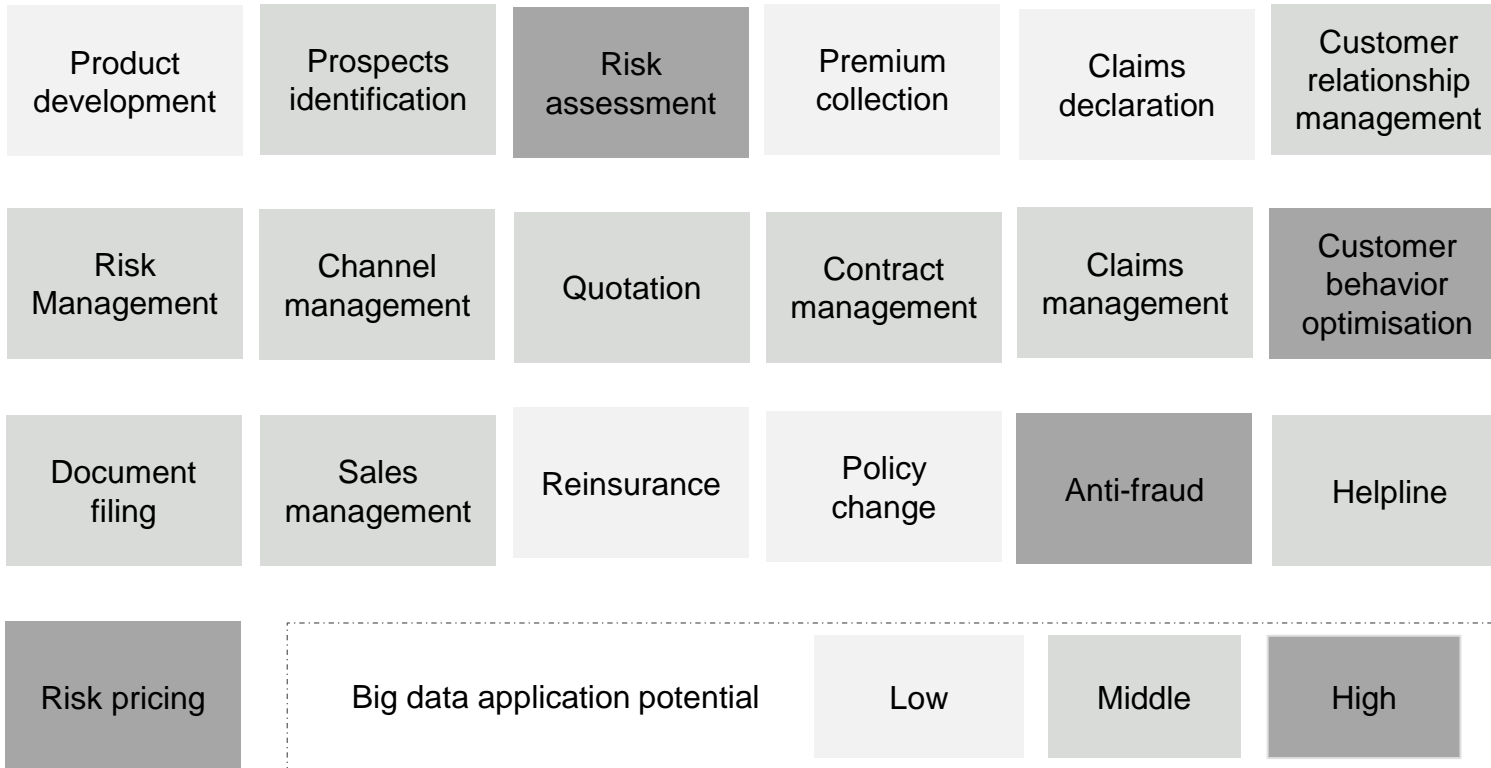 Product
development
Prospects
identification
Risk
assessment
Premium
collection
Claims
declaration
Customer
relationship
management
Risk
Management
Channel
management
Quotation
Contract
management
Claims
management
Customer
behavior
optimisation
Document
filing
Sales
management
Reinsurance
Policy
change
Anti-fraud
Helpline
Risk pricing
Big data application potential
Low
Middle
High